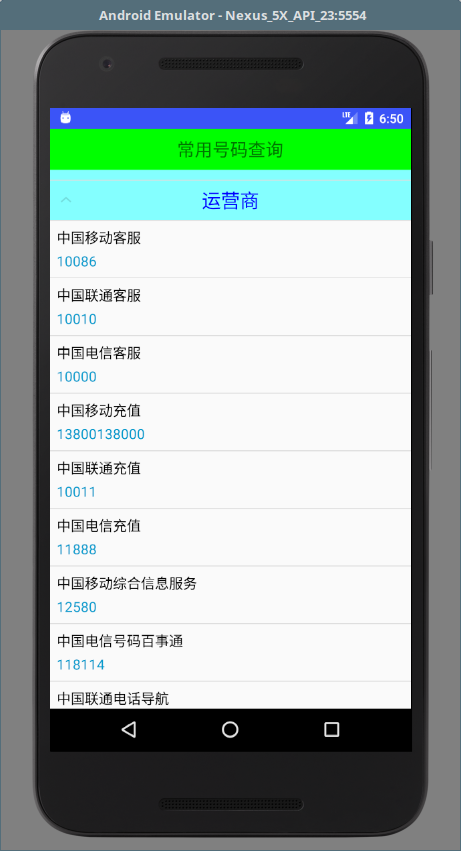 Android Emulator - Nexus_5X_API_23:5554
LTE 6:50
常用号码查询
运营商
中国移动客服
10086
中国联通客服
10010
中国电信客服
10000
中国移动充值
13800138000
中国联通充值
10011
中国电信充值
11888
中国移动综合信息服务
12580
中国电信号码百事通
118114
中国联通电话导航